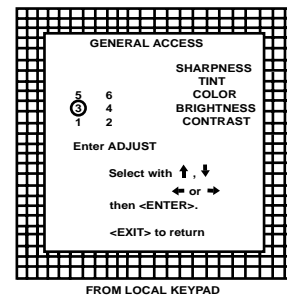 GENERAL ACCESS
SHARPNESS
TINT
5 6 COLOR
3 4 BRIGHTNESS
1 2 CONTRAST
Enter ADJUST
Select with ↑ , ↓
← or →
then <ENTER>.
<EXIT> to return
FROM LOCAL KEYPAD